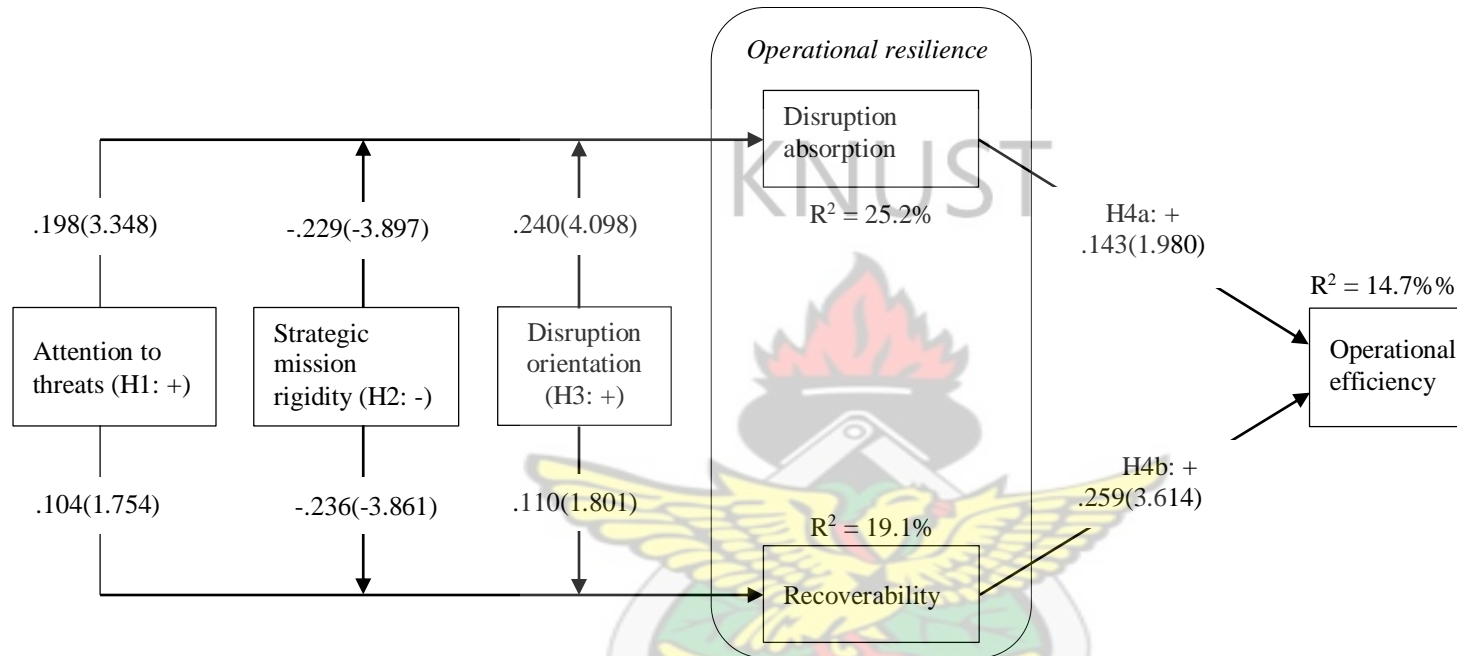 Operational resilience
Disruption
absorption
KNUST
R² = 25.2%
.198(3.348)
-.229(-3.897)
.240(4.098)
H4a: +
.143(1.980)
R² = 14.7%%
Attention to
threats (H1: +)
Strategic
mission
rigidity (H2: -)
Disruption
orientation
(H3: +)
Operational
efficiency
.104(1.754)
-.236(-3.861)
.110(1.801)
H4b: +
.259(3.614)
R² = 19.1%
Recoverability